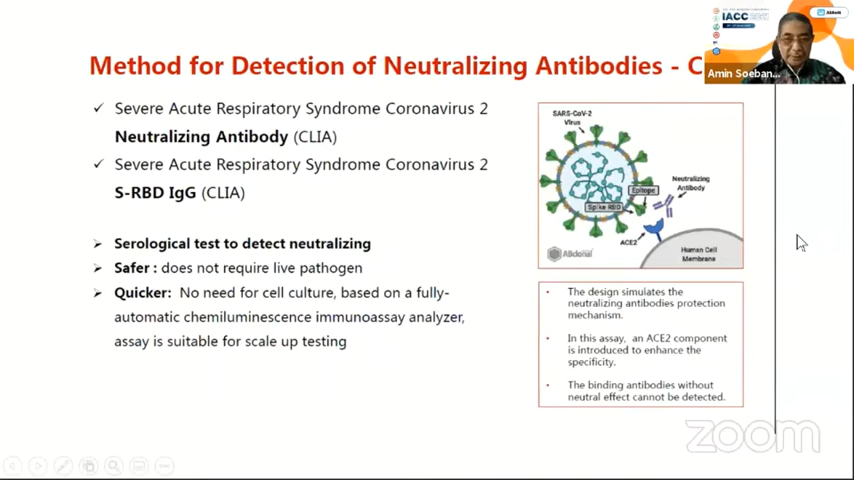 IACC 2021
Abbott
Amin Soeban...
Method for Detection of Neutralizing Antibodies - C
✓ Severe Acute Respiratory Syndrome Coronavirus 2
Neutralizing Antibody (CLIA)
✓ Severe Acute Respiratory Syndrome Coronavirus 2
S-RBD IgG (CLIA)
➢ Serological test to detect neutralizing
➢ Safer : does not require live pathogen
➢ Quicker: No need for cell culture, based on a fully-
automatic chemiluminescence immunoassay analyzer,
assay is suitable for scale up testing
SARS-CoV-2
Virus
Neutralizing
Antibody
Epitope
Spike RBD
ACE2
Human Cell
Membrane
ABclonal
• The design simulates the
neutralizing antibodies protection
mechanism.
• In this assay, an ACE2 component
is introduced to enhance the
specificity.
• The binding antibodies without
neutral effect cannot be detected.
zoom